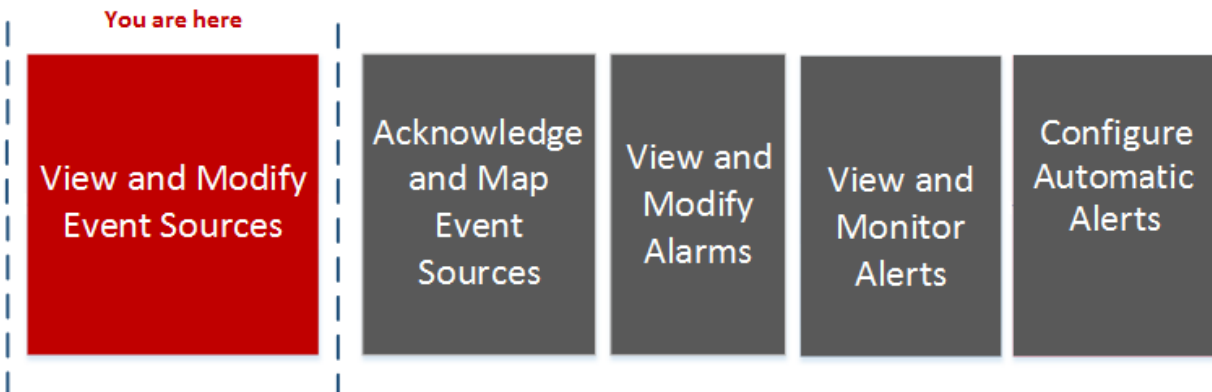 You are here
View and Modify
Event Sources
Acknowledge
and Map
Event
Sources
View and
Modify
Alarms
View and
Monitor
Alerts
Configure
Automatic
Alerts